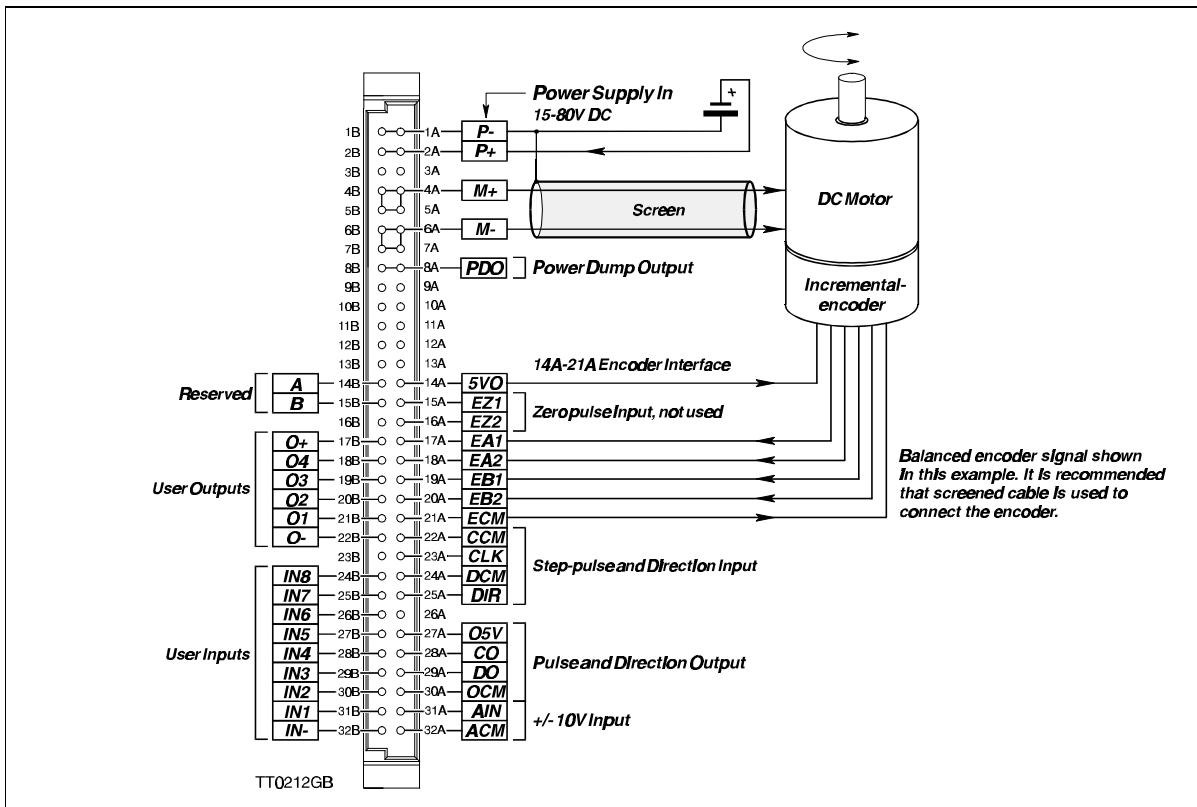 Power Supply In
15-80V DC
+
1B 1A P-
2B 2A P+
3B 3A
4B 4A M+
5B 5A
6B 6A M-
7B 7A
8B 8A PDO
9B 9A
10B 10A
11B 11A
12B 12A
13B 13A
Screen
DC Motor
Incremental-
encoder
Power Dump Output
14A-21A Encoder Interface
Reserved
A 14B 14A 5VO
B 15B 15A EZ1
16B 16A EZ2
Zero pulse Input, not used
User Outputs
O+ 17B 17A EA1
O4 18B 18A EA2
O3 19B 19A EB1
O2 20B 20A EB2
O1 21B 21A ECM
O- 22B 22A CCM
23B 23A CLK
Balanced encoder signal shown
In this example. It is recommended
that screened cable is used to
connect the encoder.
Step-pulse and Direction Input
User Inputs
IN8 24B 24A DCM
IN7 25B 25A DIR
IN6 26B 26A
IN5 27B 27A O5V
IN4 28B 28A CO
IN3 29B 29A DO
IN2 30B 30A OCM
IN1 31B 31A AIN
IN- 32B 32A ACM
Pulse and Direction Output
+/- 10V Input
TT0212GB